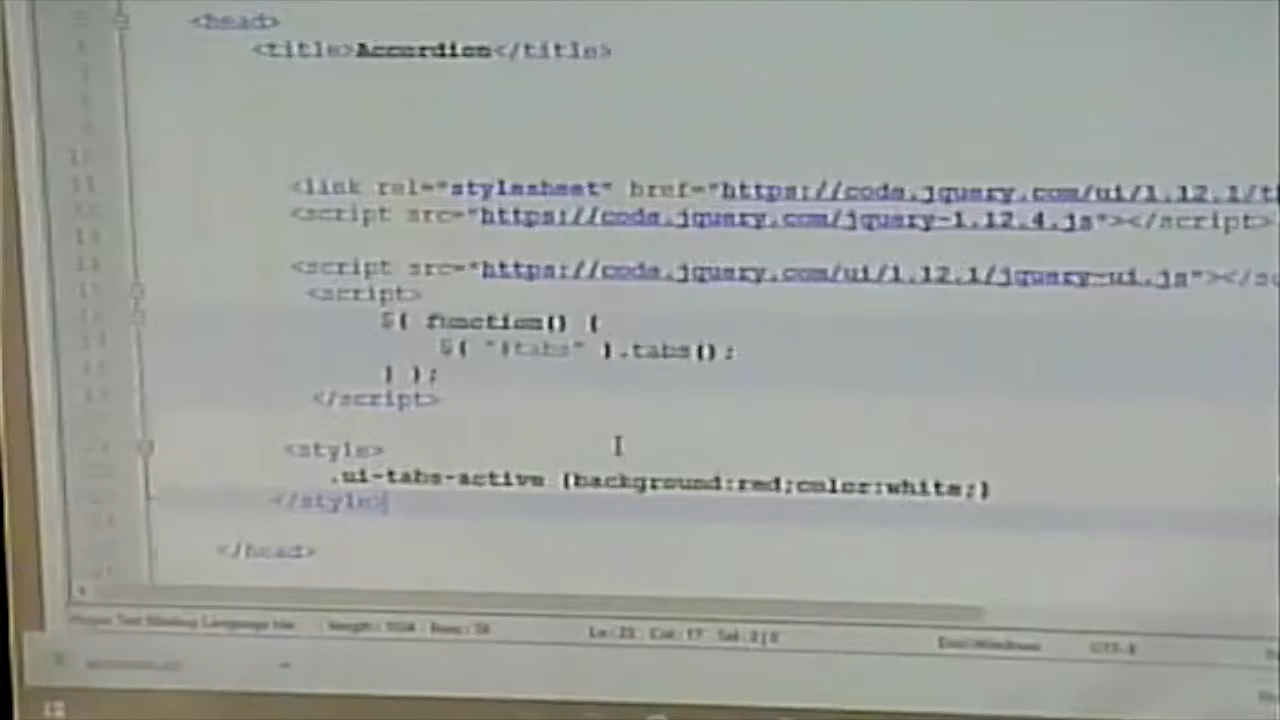 <head>
<title>Accordion</title>
<link rel="stylesheet" href="https://code.jquery.com/ui/1.12.1/t
<script src="https://code.jquery.com/jquery-1.12.4.js"></script>
<script src="https://code.jquery.com/ui/1.12.1/jquery-ui.js"></s
<script>
$( function() {
$( "#tabs" ).tabs();
} );
</script>
<style>
.ui-tabs-active {background:red;color:white;}
</style>
</head>